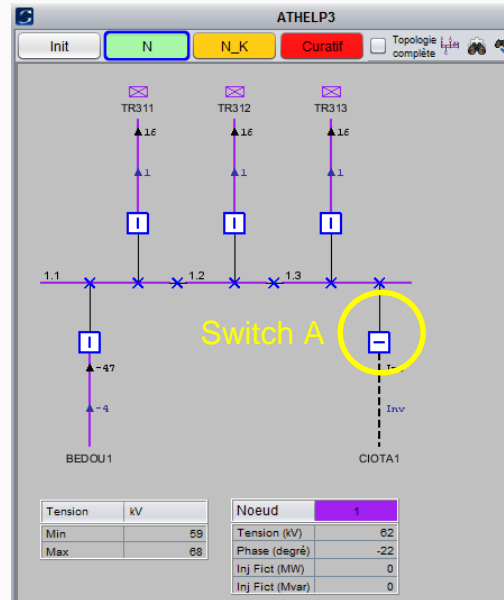 ATHELP3
Init N N_K Curatif Topologie complète
TR311 TR312 TR313
16 16 16
1 1 1
1.1 1.2 1.3
Switch A
-47
-4 Inv
BEDOU1 CIOTA1
Tension kV
Min 59
Max 68
Noeud 1
Tension (kV) 62
Phase (degré) -22
Inj Fict (MW) 0
Inj Fict (Mvar) 0